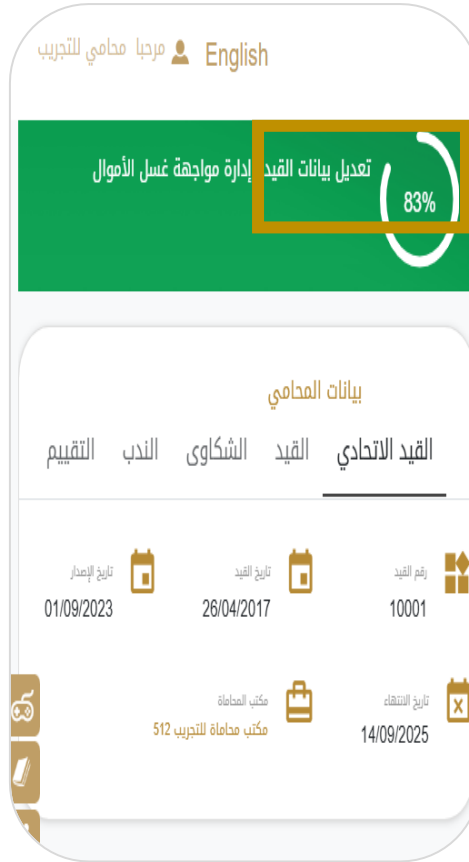 English مرحبا محامي للتجريب
83% تعديل بيانات القيد إدارة مواجهة غسل الأموال
بيانات المحامي
القيد الاتحادي القيد الشكاوى الندب التقييم
رقم القيد تاريخ القيد تاريخ الإصدار
10001 26/04/2017 01/09/2023
تاريخ الانتهاء مكتب المحاماة
14/09/2025 مكتب محاماة للتجريب 512